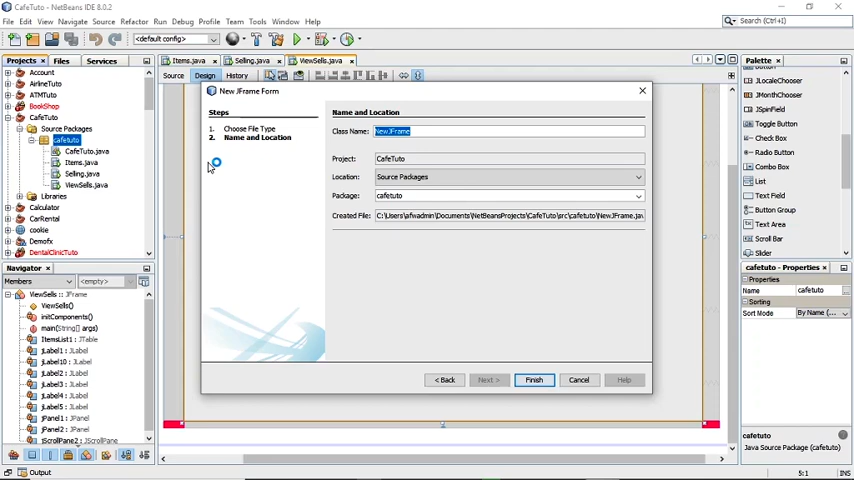 CafeTuto - NetBeans IDE 8.0.2
File Edit View Navigate Source Refactor Run Debug Profile Team Tools Window Help
Search (Ctrl+I)
<default config>
Projects
Files
Services
Account
AirlineTuto
ATMTuto
BookShop
CafeTuto
Source Packages
cafetuto
CafeTuto.java
Items.java
Selling.java
ViewSells.java
Libraries
Calculator
CarRental
cookie
Demofx
DentalClinicTuto
Navigator
Members
<empty>
ViewSells :: JFrame
ViewSells()
initComponents()
main(String[] args)
ItemsList1 : JTable
jLabel1 : JLabel
jLabel10 : JLabel
jLabel2 : JLabel
jLabel3 : JLabel
jLabel4 : JLabel
jLabel5 : JLabel
jPanel1 : JPanel
jPanel2 : JPanel
jScrollPane2 : JScrollPane
Output
Items.java
Selling.java
ViewSells.java
Source
Design
History
New JFrame Form
Steps
1. Choose File Type
2. Name and Location
Name and Location
Class Name: NewJFrame
Project: CafeTuto
Location: Source Packages
Package: cafetuto
Created File: C:\Users\afwadmin\Documents\NetBeansProjects\CafeTuto\src\cafetuto\NewJFrame.jav
< Back
Next >
Finish
Cancel
Help
Palette
JLocaleChooser
JMonthChooser
JSpinField
Toggle Button
Check Box
Radio Button
Combo Box
List
Text Field
Button Group
Text Area
Scroll Bar
Slider
cafetuto - Properties
Properties
Name cafetuto
Sorting
Sort Mode By Name (...
cafetuto
Java Source Package (cafetuto)
5:1
INS